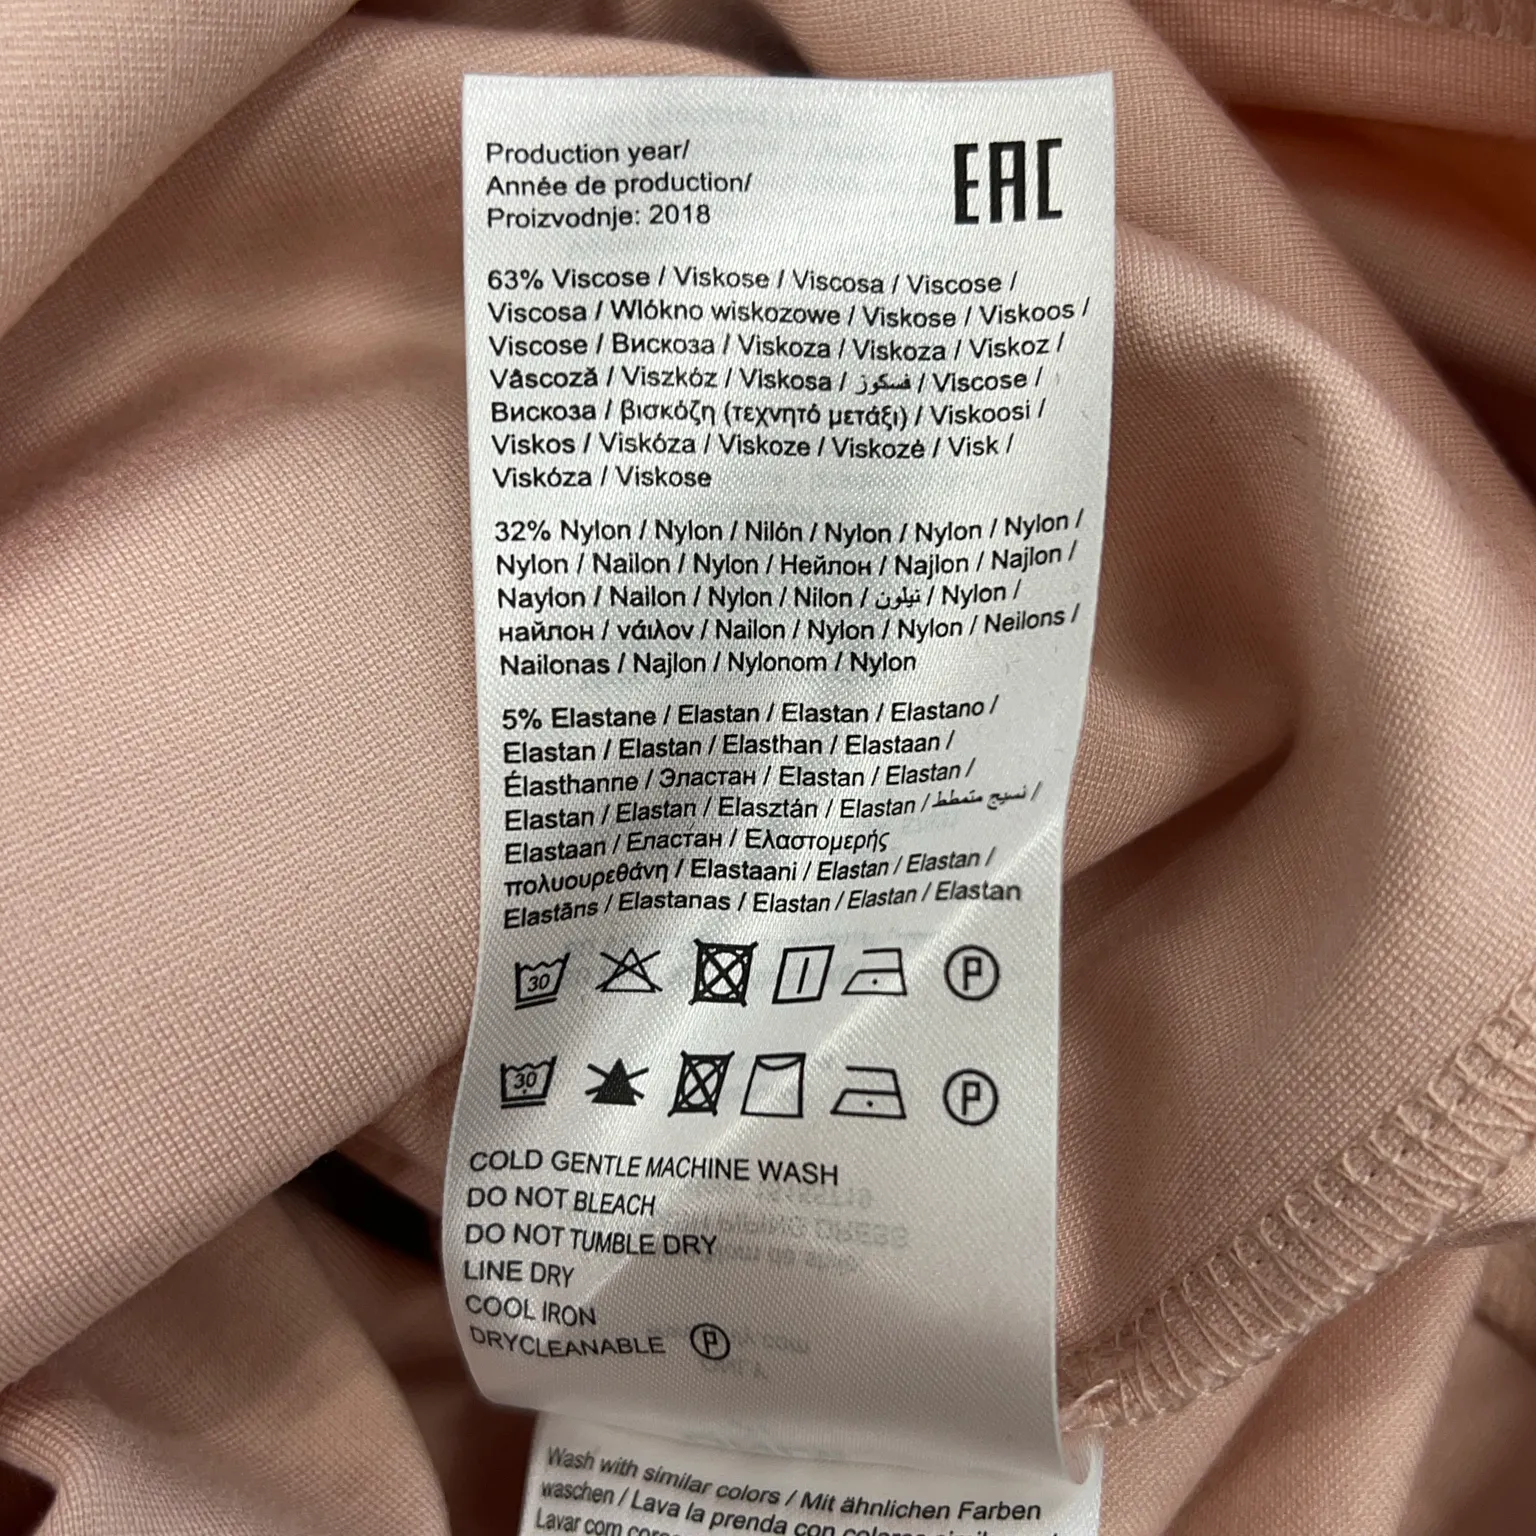 Production year/
Année de production/
Proizvodnje: 2018
EAC
63% Viscose / Viskose / Viscosa / Viscose /
Viscosa / Wlókno wiskozowe / Viskose / Viskoos /
Viscose / Вискоза / Viskoza / Viskoza / Viskoz /
Vâscoză / Viszkóz / Viskosa / فسكوز / Viscose /
Вискоза / βισκόζη (τεχνητό μετάξι) / Viskoosi /
Viskos / Viskóza / Viskoze / Viskozė / Visk /
Viskóza / Viskose
32% Nylon / Nylon / Nilón / Nylon / Nylon / Nylon /
Nylon / Nailon / Nylon / Нейлон / Najlon / Najlon /
Naylon / Nailon / Nylon / Nilon / نيلون / Nylon /
найлон / νάιλον / Nailon / Nylon / Nylon / Neilons /
Nailonas / Najlon / Nylonom / Nylon
5% Elastane / Elastan / Elastan / Elastano /
Elastan / Elastan / Elasthan / Elastaan /
Élasthanne / Эластан / Elastan / Elastan /
Elastan / Elastan / Elasztán / Elastan / نسيج متمطط /
Elastaan / Еластан / Ελαστομερής
πολυουρεθάνη / Elastaani / Elastan / Elastan /
Elastāns / Elastanas / Elastan / Elastan / Elastan
30 P
30 P
COLD GENTLE MACHINE WASH
DO NOT BLEACH
DO NOT TUMBLE DRY
LINE DRY
COOL IRON
DRYCLEANABLE P
Wash with similar colors / Mit ähnlichen Farben
waschen / Lava la prenda con
Lavar com